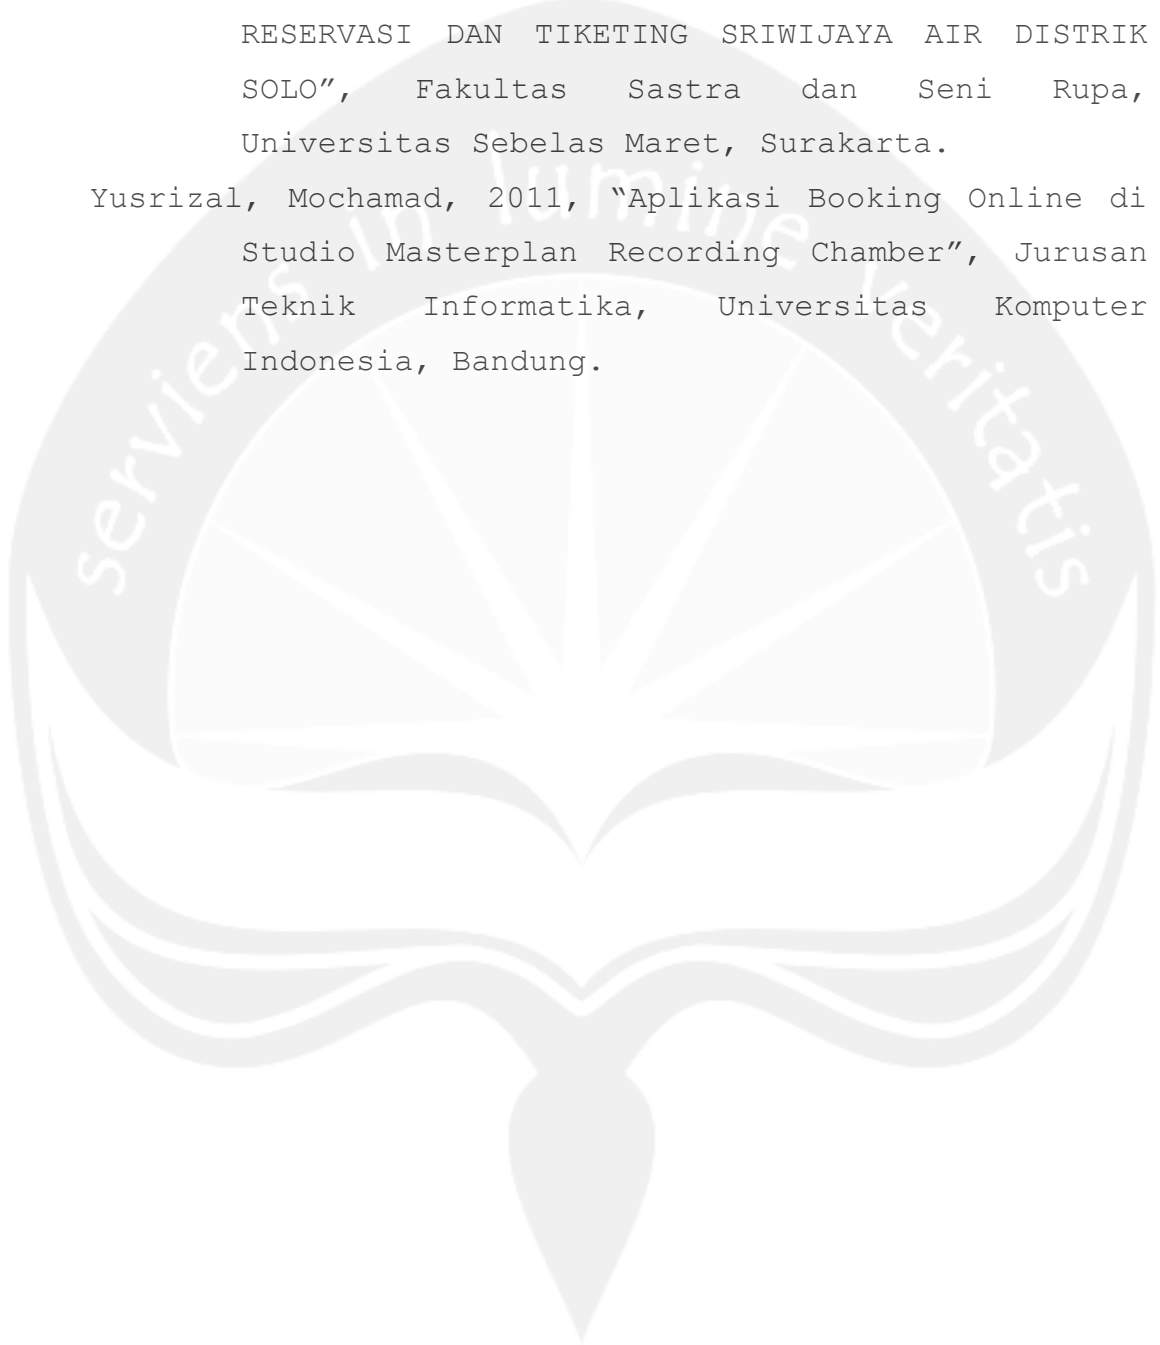 RESERVASI DAN TIKETING SRIWIJAYA AIR DISTRIK
SOLO”, Fakultas Sastra dan Seni Rupa,
Universitas Sebelas Maret, Surakarta.
Yusrizal, Mochamad, 2011, “Aplikasi Booking Online di
Studio Masterplan Recording Chamber”, Jurusan
Teknik Informatika, Universitas Komputer
Indonesia, Bandung.
serviens in lumine veritatis